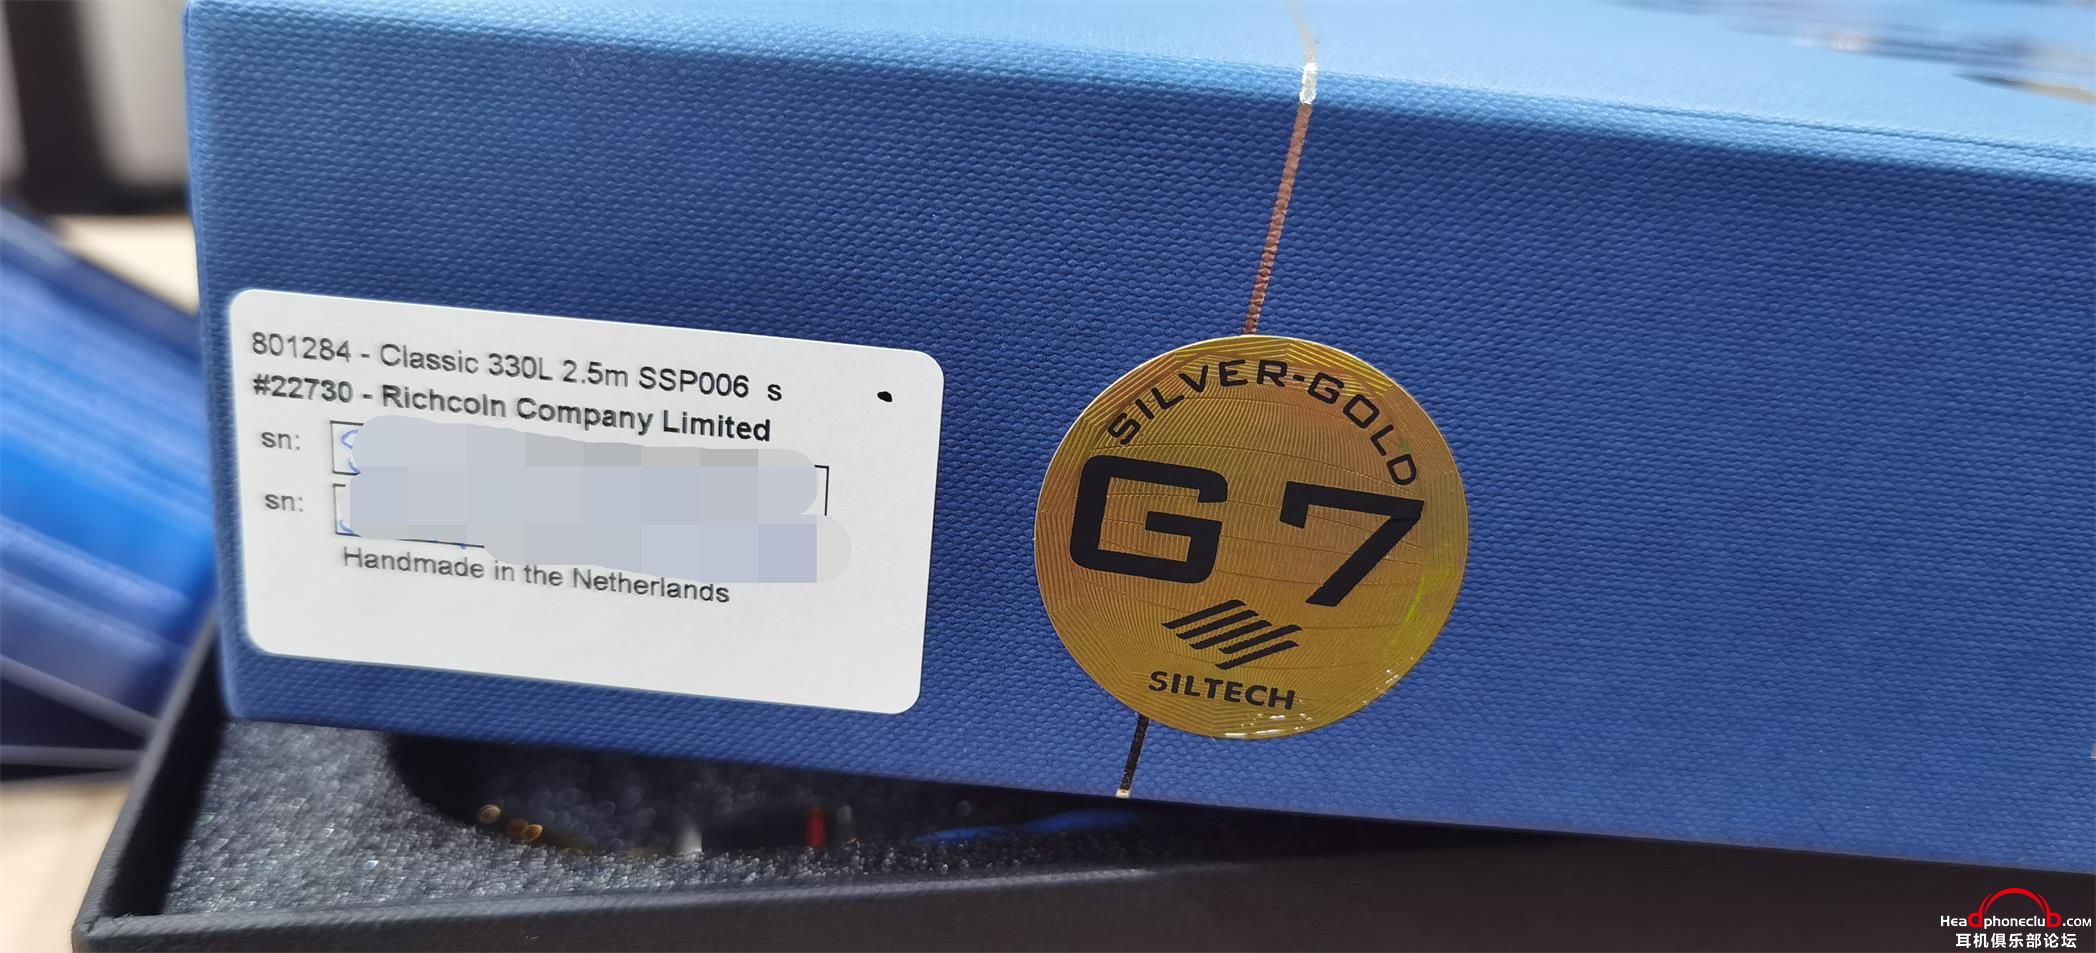 801284 - Classic 330L 2.5m SSP006 s
#22730 - Richcoln Company Limited
sn:
sn:
Handmade in the Netherlands
SILVER-GOLD
G7
SILTECH
Headphoneclub.com
耳机俱乐部论坛